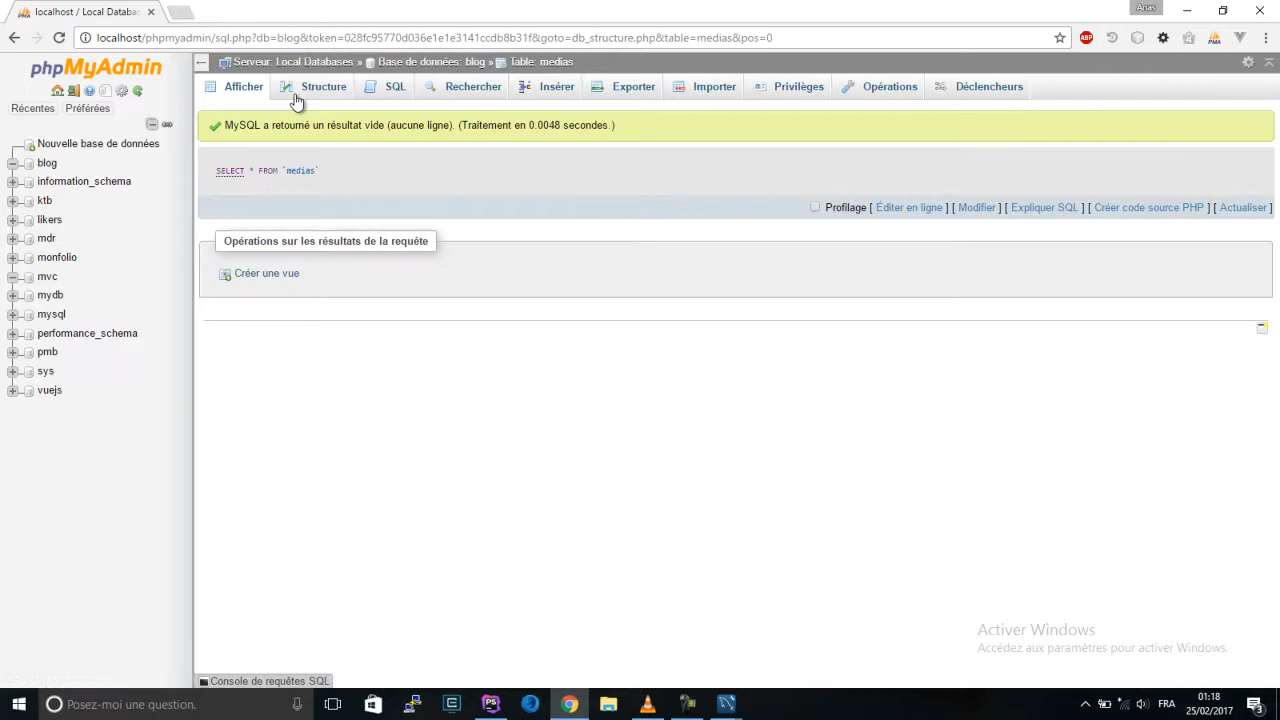 localhost / Local Databas
Anas
localhost/phpmyadmin/sql.php?db=blog&token=028fc95770d036e1e1e3141ccdb8b31f&goto=db_structure.php&table=medias&pos=0
ABP
phpMyAdmin
Récentes Préférées
Nouvelle base de données
blog
information_schema
ktb
likers
mdr
monfolio
mvc
mydb
mysql
performance_schema
pmb
sys
vuejs
Serveur: Local Databases » Base de données: blog » Table: medias
Afficher Structure SQL Rechercher Insérer Exporter Importer Privilèges Opérations Déclencheurs
MySQL a retourné un résultat vide (aucune ligne). (Traitement en 0.0048 secondes.)
SELECT * FROM `medias`
Profilage [ Éditer en ligne ] [ Modifier ] [ Expliquer SQL ] [ Créer code source PHP ] [ Actualiser ]
Opérations sur les résultats de la requête
Créer une vue
Activer Windows
Accédez aux paramètres pour activer Windows.
Console de requêtes SQL
Posez-moi une question.
FRA
01:18
25/02/2017